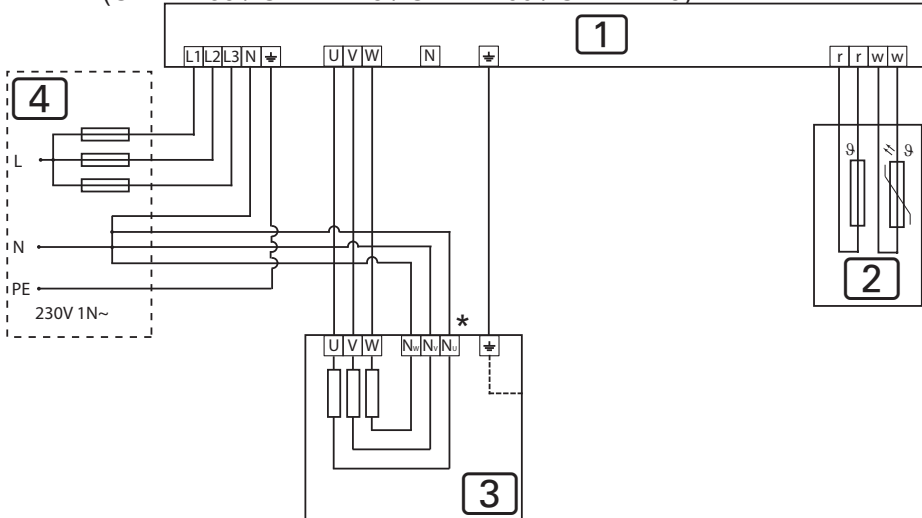 1
L1 L2 L3 N ⏚ U V W N ⏚ r r w w
4
L
N
PE
230V 1N~
ϑ ϑ
2
*
U V W NW NV NU ⏚
3